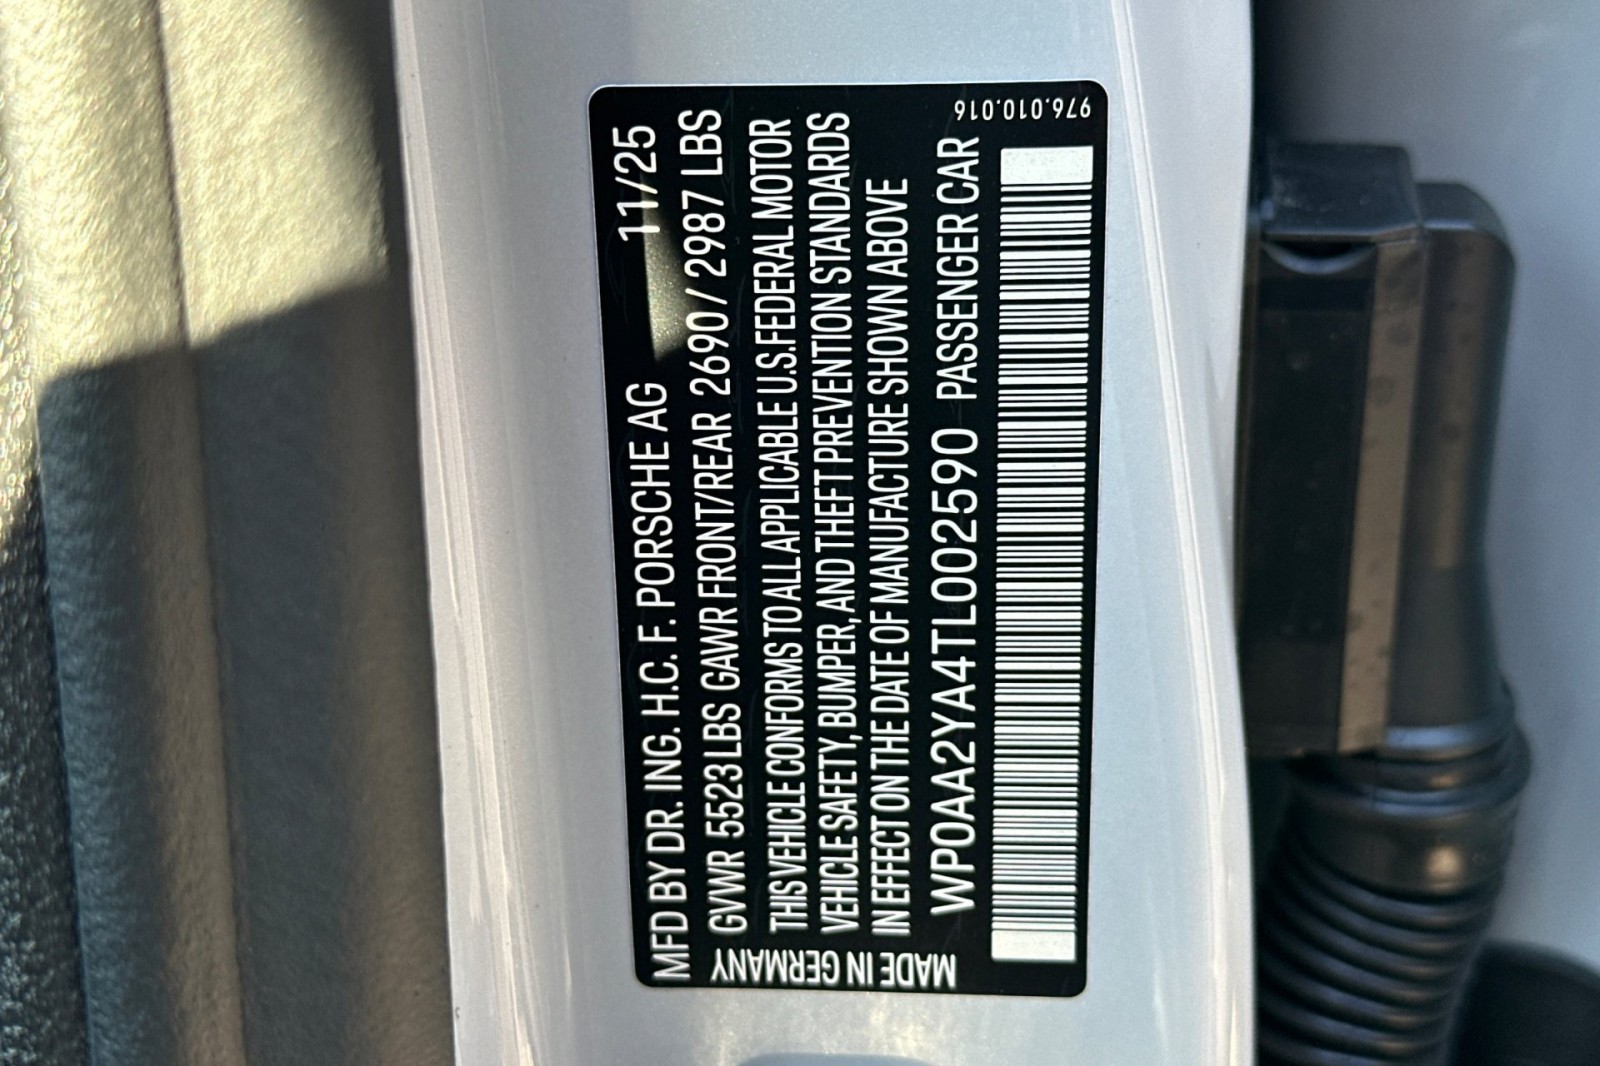 MFD BY DR. ING. H.C. F. PORSCHE AG 11/25
GVWR 5523 LBS GAWR FRONT/REAR 2690 / 2987 LBS
THIS VEHICLE CONFORMS TO ALL APPLICABLE U.S. FEDERAL MOTOR
VEHICLE SAFETY, BUMPER, AND THEFT PREVENTION STANDARDS
IN EFFECT ON THE DATE OF MANUFACTURE SHOWN ABOVE
WP0AA2YA4TL002590 PASSENGER CAR
MADE IN GERMANY
976.010.016